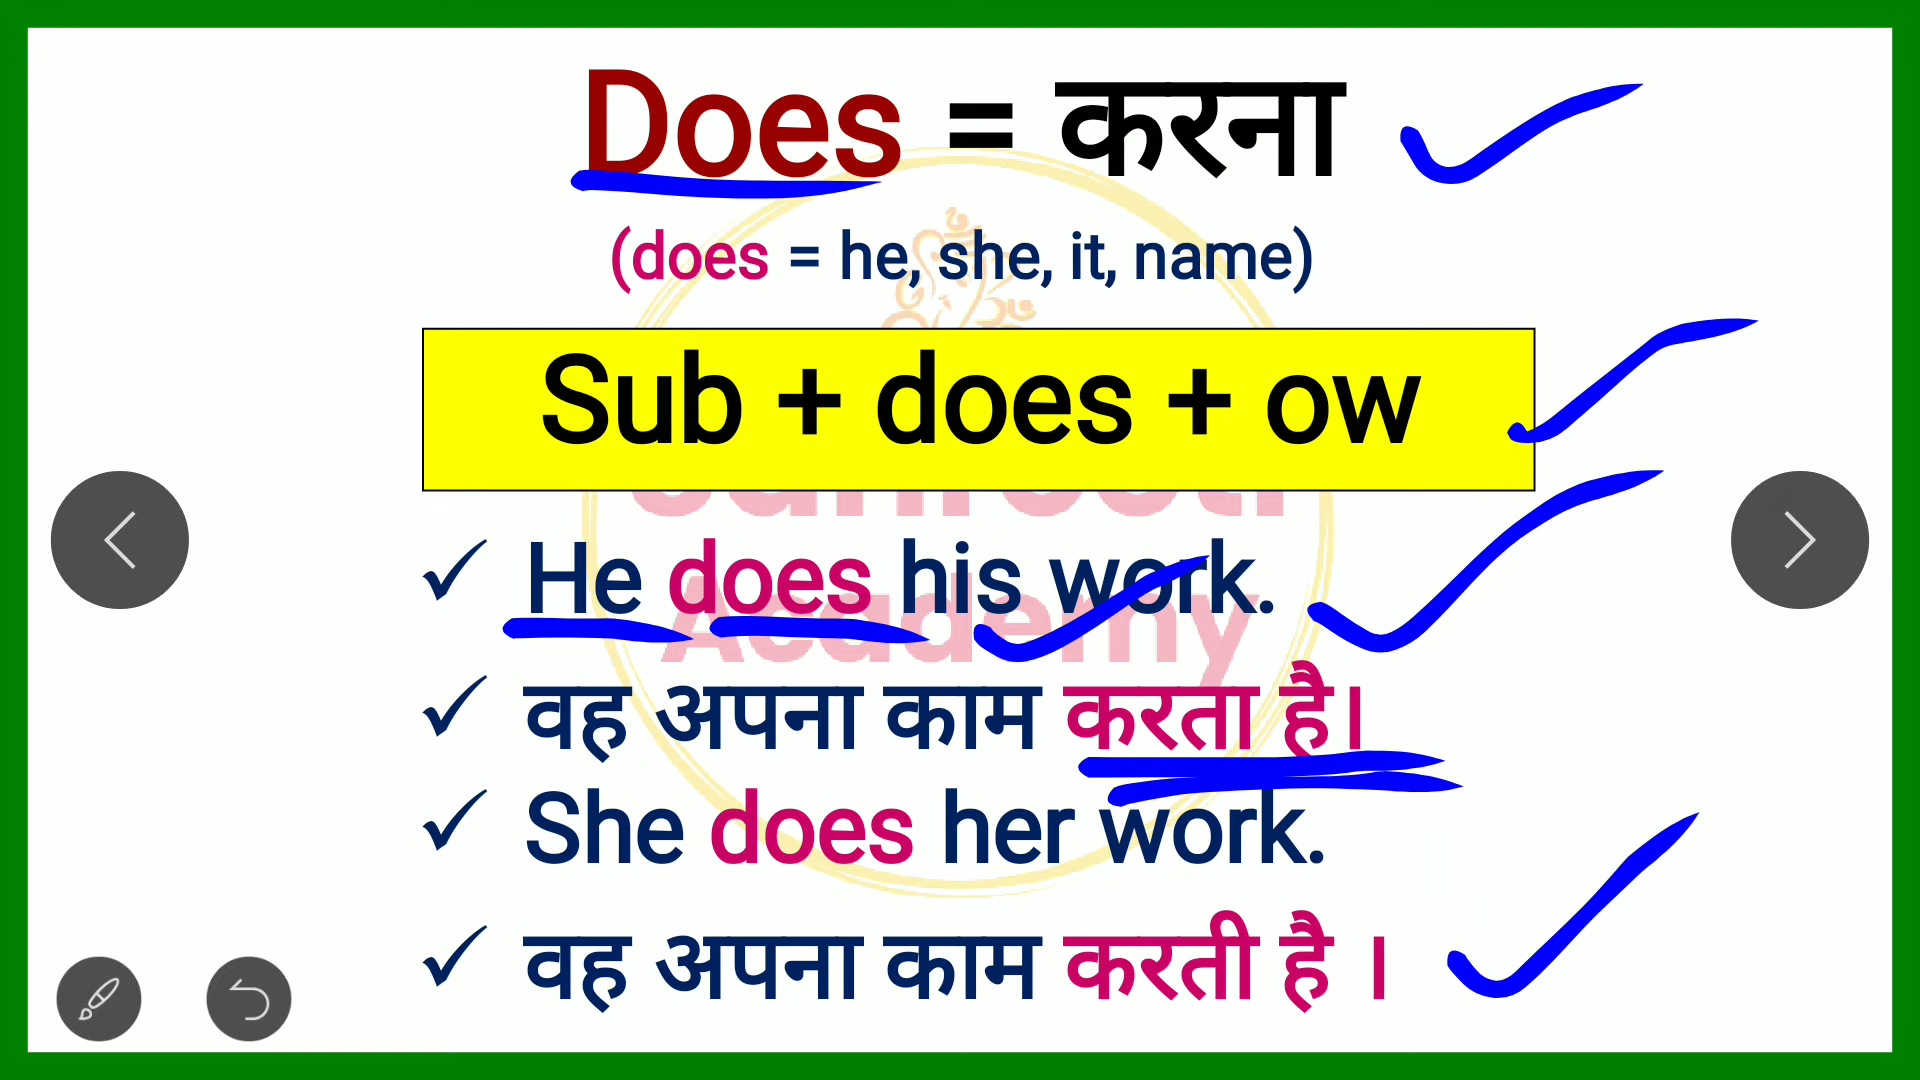 Does = करना
(does = he, she, it, name)
Sub + does + ow
He does his work.
Academy
वह अपना काम करता है।
She does her work.
वह अपना काम करती है ।